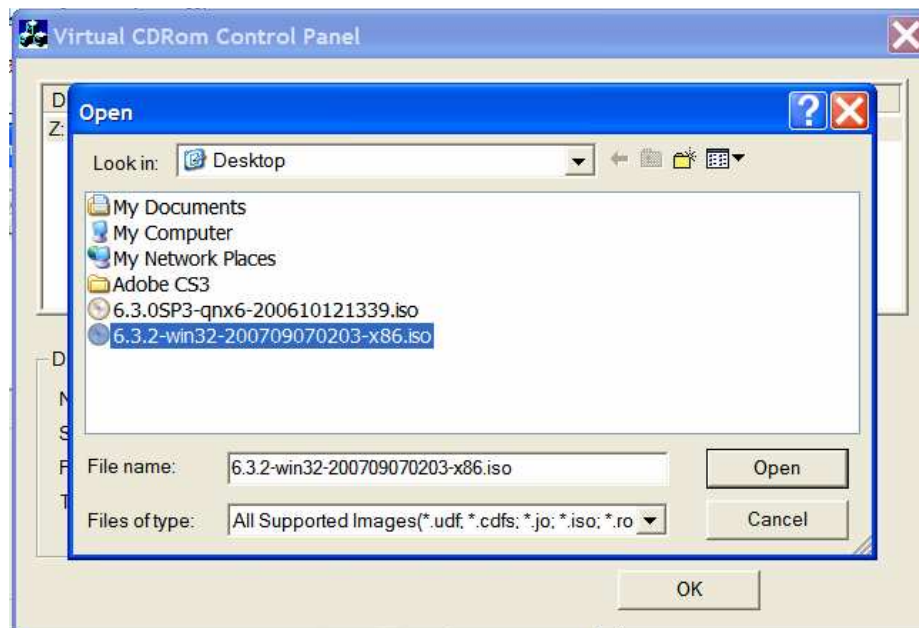 Virtual CDRom Control Panel
D
Z:
Open
Look in: Desktop
My Documents
My Computer
My Network Places
Adobe CS3
6.3.0SP3-qnx6-200610121339.iso
6.3.2-win32-200709070203-x86.iso
D
N
S
F
T
File name: 6.3.2-win32-200709070203-x86.iso Open
Files of type: All Supported Images(*.udf; *.cdfs; *.jo; *.iso; *.ro Cancel
OK